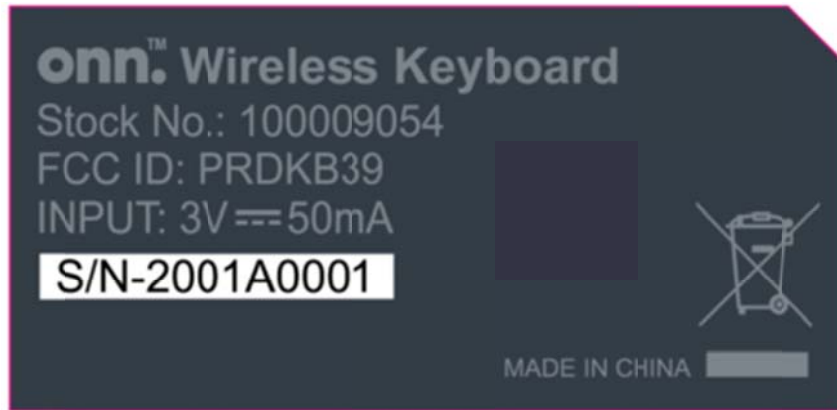 onn.™ Wireless Keyboard
Stock No.: 100009054
FCC ID: PRDKB39
INPUT: 3V⎓50mA
S/N-2001A0001
MADE IN CHINA